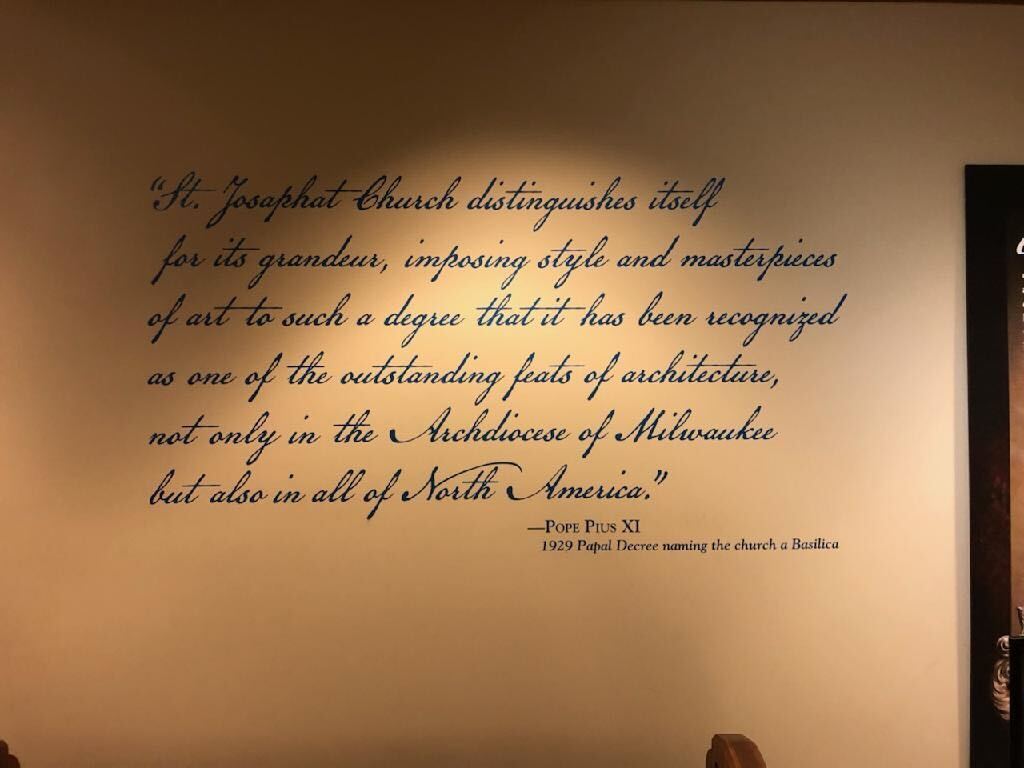 “St. Josaphat Church distinguishes itself
for its grandeur, imposing style and masterpieces
of art to such a degree that it has been recognized
as one of the outstanding feats of architecture,
not only in the Archdiocese of Milwaukee
but also in all of North America.”
—POPE PIUS XI
1929 Papal Decree naming the church a Basilica